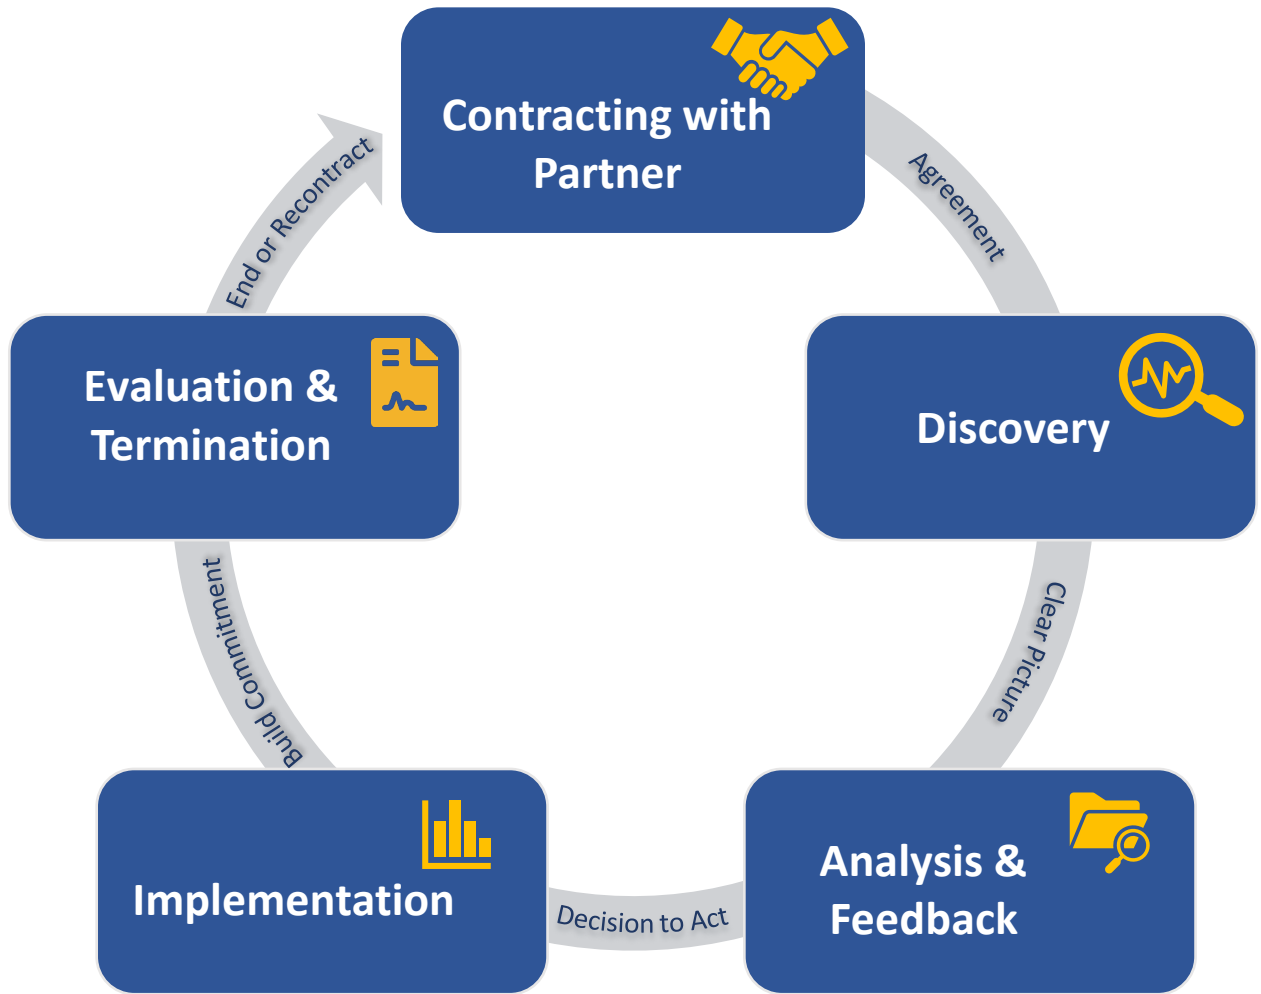 Contracting with
Partner
Agreement
Discovery
Clear Picture
Analysis &
Feedback
Decision to Act
Implementation
Build Commitment
Evaluation &
Termination
End or Recontract